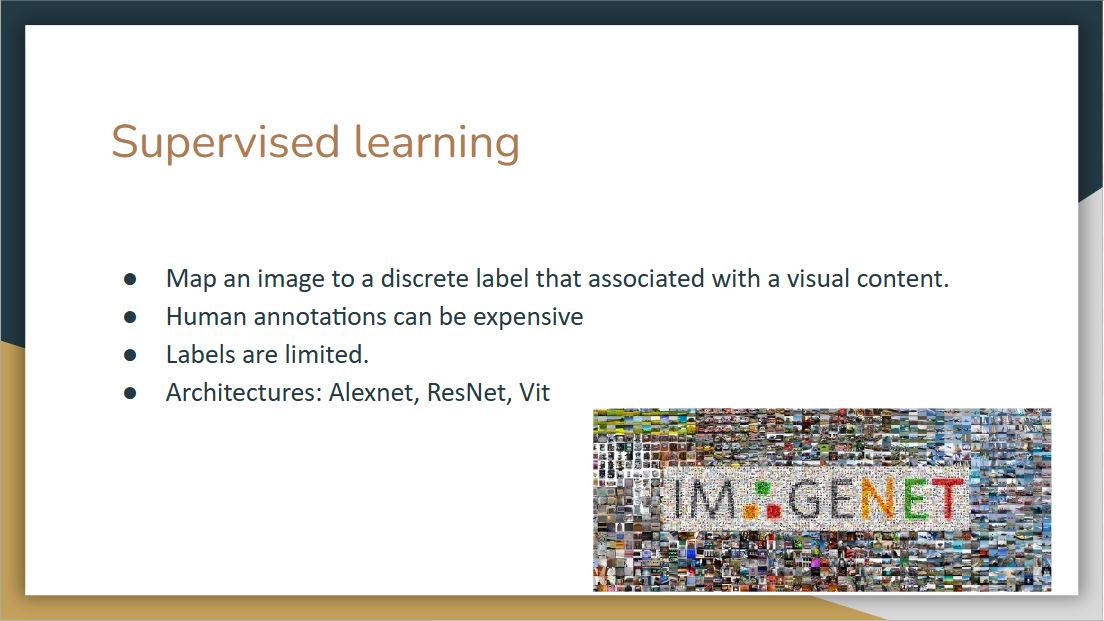 Supervised learning
● Map an image to a discrete label that associated with a visual content.
● Human annotations can be expensive
● Labels are limited.
● Architectures: Alexnet, ResNet, Vit
IMAGENET